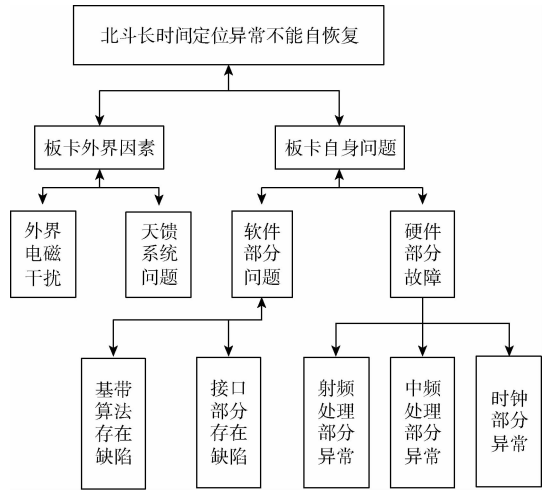 北斗长时间定位异常不能自恢复
板卡外界因素
板卡自身问题
外界
电磁
干扰
天馈
系统
问题
软件
部分
问题
硬件
部分
故障
基带
算法
存在
缺陷
接口
部分
存在
缺陷
射频
处理
部分
异常
中频
处理
部分
异常
时钟
部分
异常